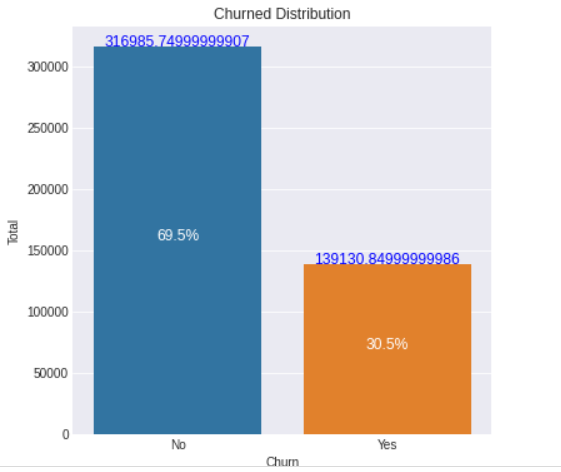 Churned Distribution
316985.74999999907
300000
250000
200000
69.5%
150000
139130.84999999986
100000
30.5%
50000
0
Total
No
Yes
Churn